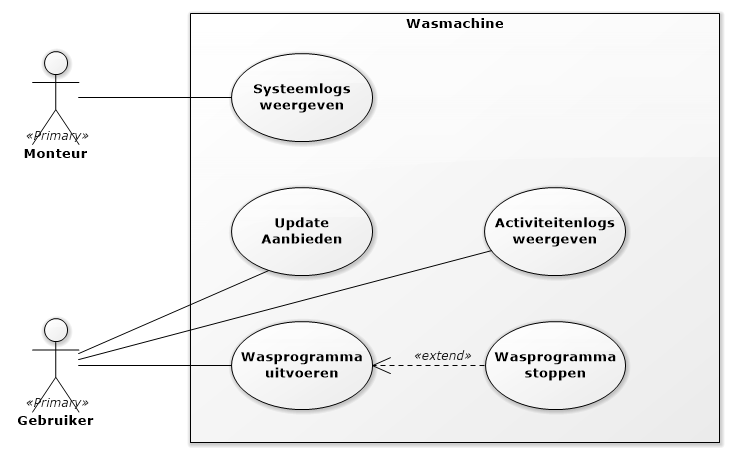 Wasmachine
Systeemlogs
weergeven
«Primary»
Monteur
Update
Aanbieden
Activiteitenlogs
weergeven
Wasprogramma
uitvoeren
«extend»
Wasprogramma
stoppen
«Primary»
Gebruiker